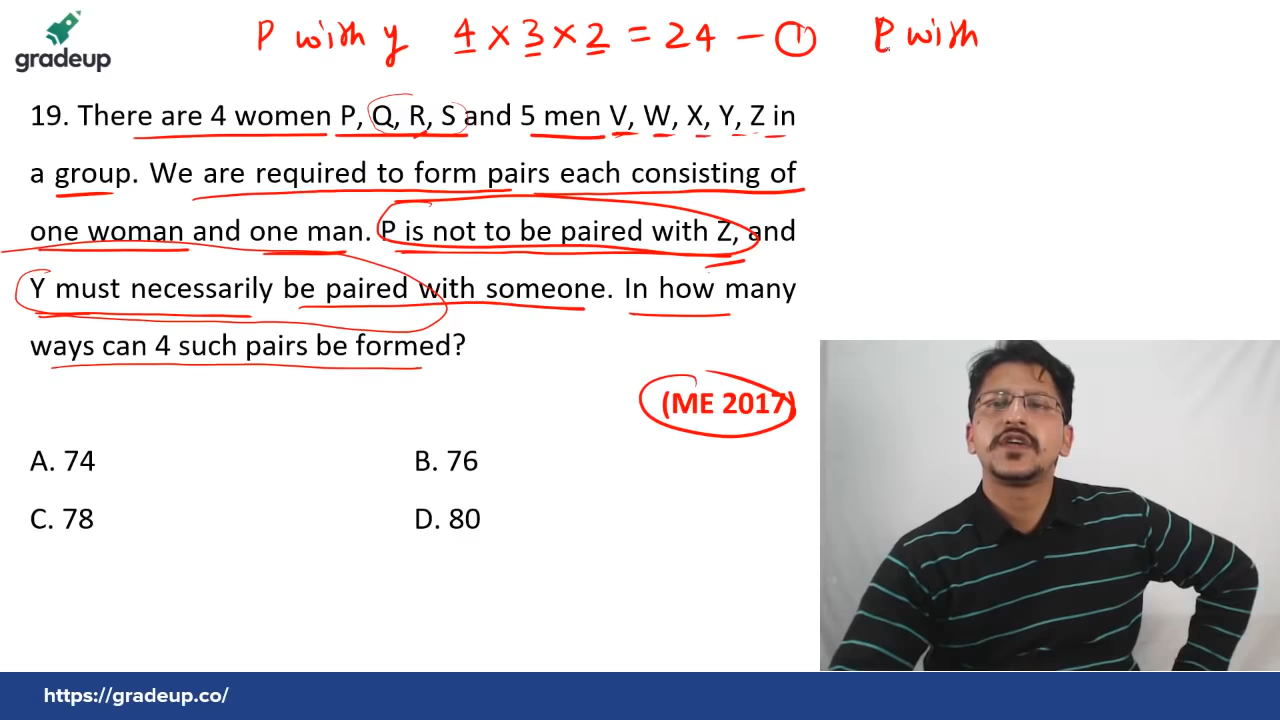 gradeup
P with y 4 × 3 × 2 = 24 — ① P with
19. There are 4 women P, Q, R, S and 5 men V, W, X, Y, Z in
a group. We are required to form pairs each consisting of
one woman and one man. P is not to be paired with Z, and
Y must necessarily be paired with someone. In how many
ways can 4 such pairs be formed?
(ME 2017)
A. 74 B. 76
C. 78 D. 80
https://gradeup.co/